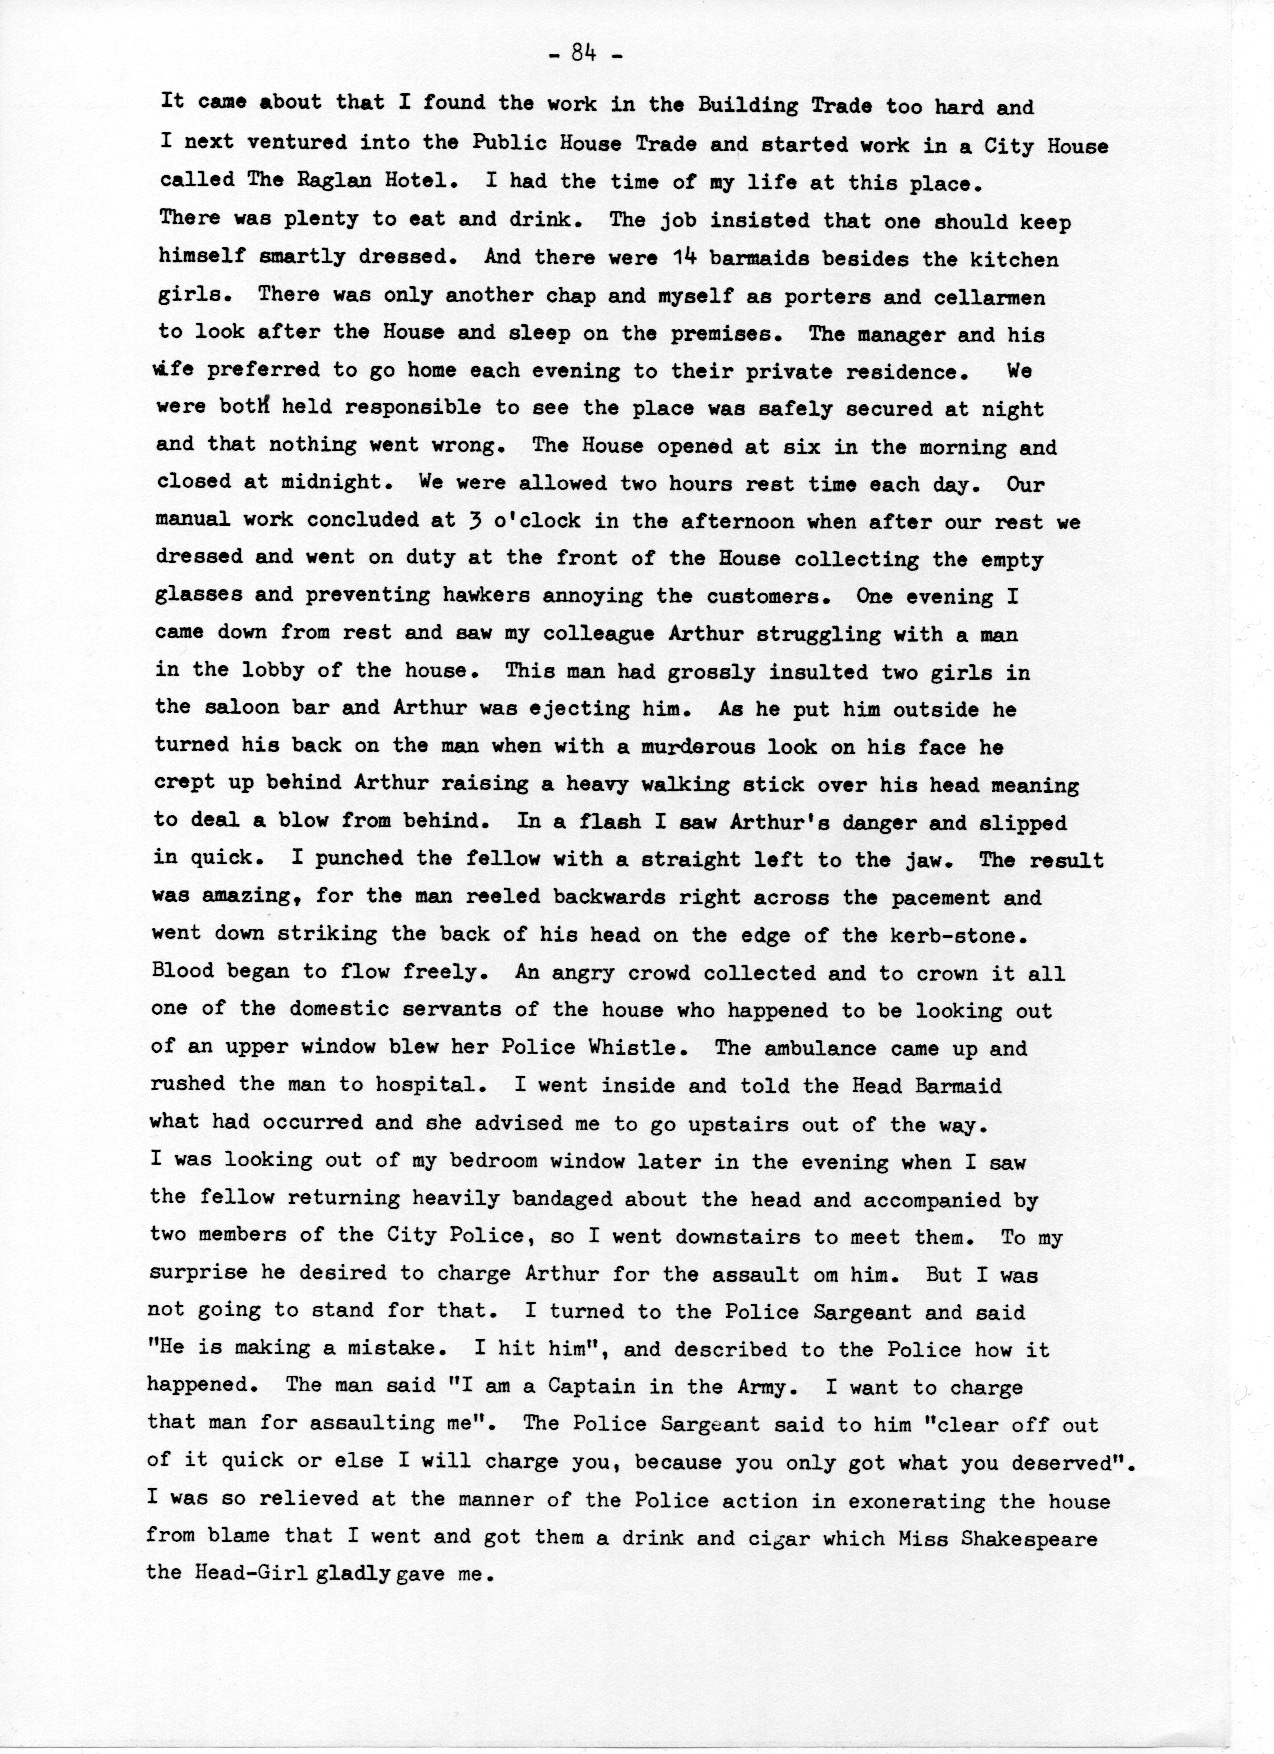 - 84 -
It came about that I found the work in the Building Trade too hard and
I next ventured into the Public House Trade and started work in a City House
called The Raglan Hotel. I had the time of my life at this place.
There was plenty to eat and drink. The job insisted that one should keep
himself smartly dressed. And there were 14 barmaids besides the kitchen
girls. There was only another chap and myself as porters and cellarmen
to look after the House and sleep on the premises. The manager and his
wife preferred to go home each evening to their private residence. We
were both held responsible to see the place was safely secured at night
and that nothing went wrong. The House opened at six in the morning and
closed at midnight. We were allowed two hours rest time each day. Our
manual work concluded at 3 o'clock in the afternoon when after our rest we
dressed and went on duty at the front of the House collecting the empty
glasses and preventing hawkers annoying the customers. One evening I
came down from rest and saw my colleague Arthur struggling with a man
in the lobby of the house. This man had grossly insulted two girls in
the saloon bar and Arthur was ejecting him. As he put him outside he
turned his back on the man when with a murderous look on his face he
crept up behind Arthur raising a heavy walking stick over his head meaning
to deal a blow from behind. In a flash I saw Arthur's danger and slipped
in quick. I punched the fellow with a straight left to the jaw. The result
was amazing, for the man reeled backwards right across the pacement and
went down striking the back of his head on the edge of the kerb-stone.
Blood began to flow freely. An angry crowd collected and to crown it all
one of the domestic servants of the house who happened to be looking out
of an upper window blew her Police Whistle. The ambulance came up and
rushed the man to hospital. I went inside and told the Head Barmaid
what had occurred and she advised me to go upstairs out of the way.
I was looking out of my bedroom window later in the evening when I saw
the fellow returning heavily bandaged about the head and accompanied by
two members of the City Police, so I went downstairs to meet them. To my
surprise he desired to charge Arthur for the assault om him. But I was
not going to stand for that. I turned to the Police Sargeant and said
"He is making a mistake. I hit him", and described to the Police how it
happened. The man said "I am a Captain in the Army. I want to charge
that man for assaulting me". The Police Sargeant said to him "clear off out
of it quick or else I will charge you, because you only got what you deserved".
I was so relieved at the manner of the Police action in exonerating the house
from blame that I went and got them a drink and cigar which Miss Shakespeare
the Head-Girl gladly gave me.